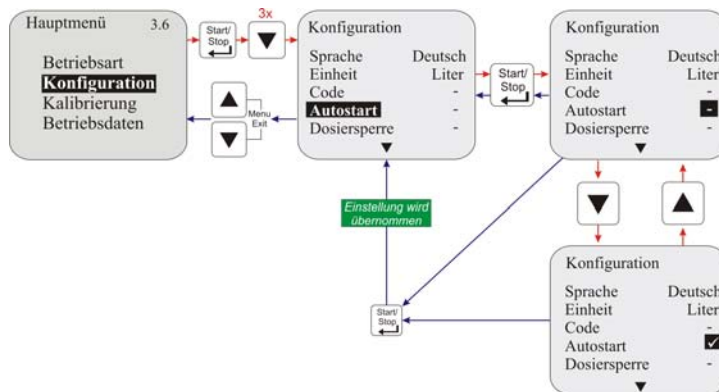 Hauptmenü 3.6
Betriebsart
Konfiguration
Kalibrierung
Betriebsdaten
Start/
Stop
3x
Menu
Exit
Konfiguration
Sprache Deutsch
Einheit Liter
Code -
Autostart -
Dosiersperre -
Start/
Stop
Konfiguration
Sprache Deutsch
Einheit Liter
Code -
Autostart -
Dosiersperre -
Einstellung wird
übernommen
Start/
Stop
Konfiguration
Sprache Deutsch
Einheit Liter
Code -
Autostart ✓
Dosiersperre -